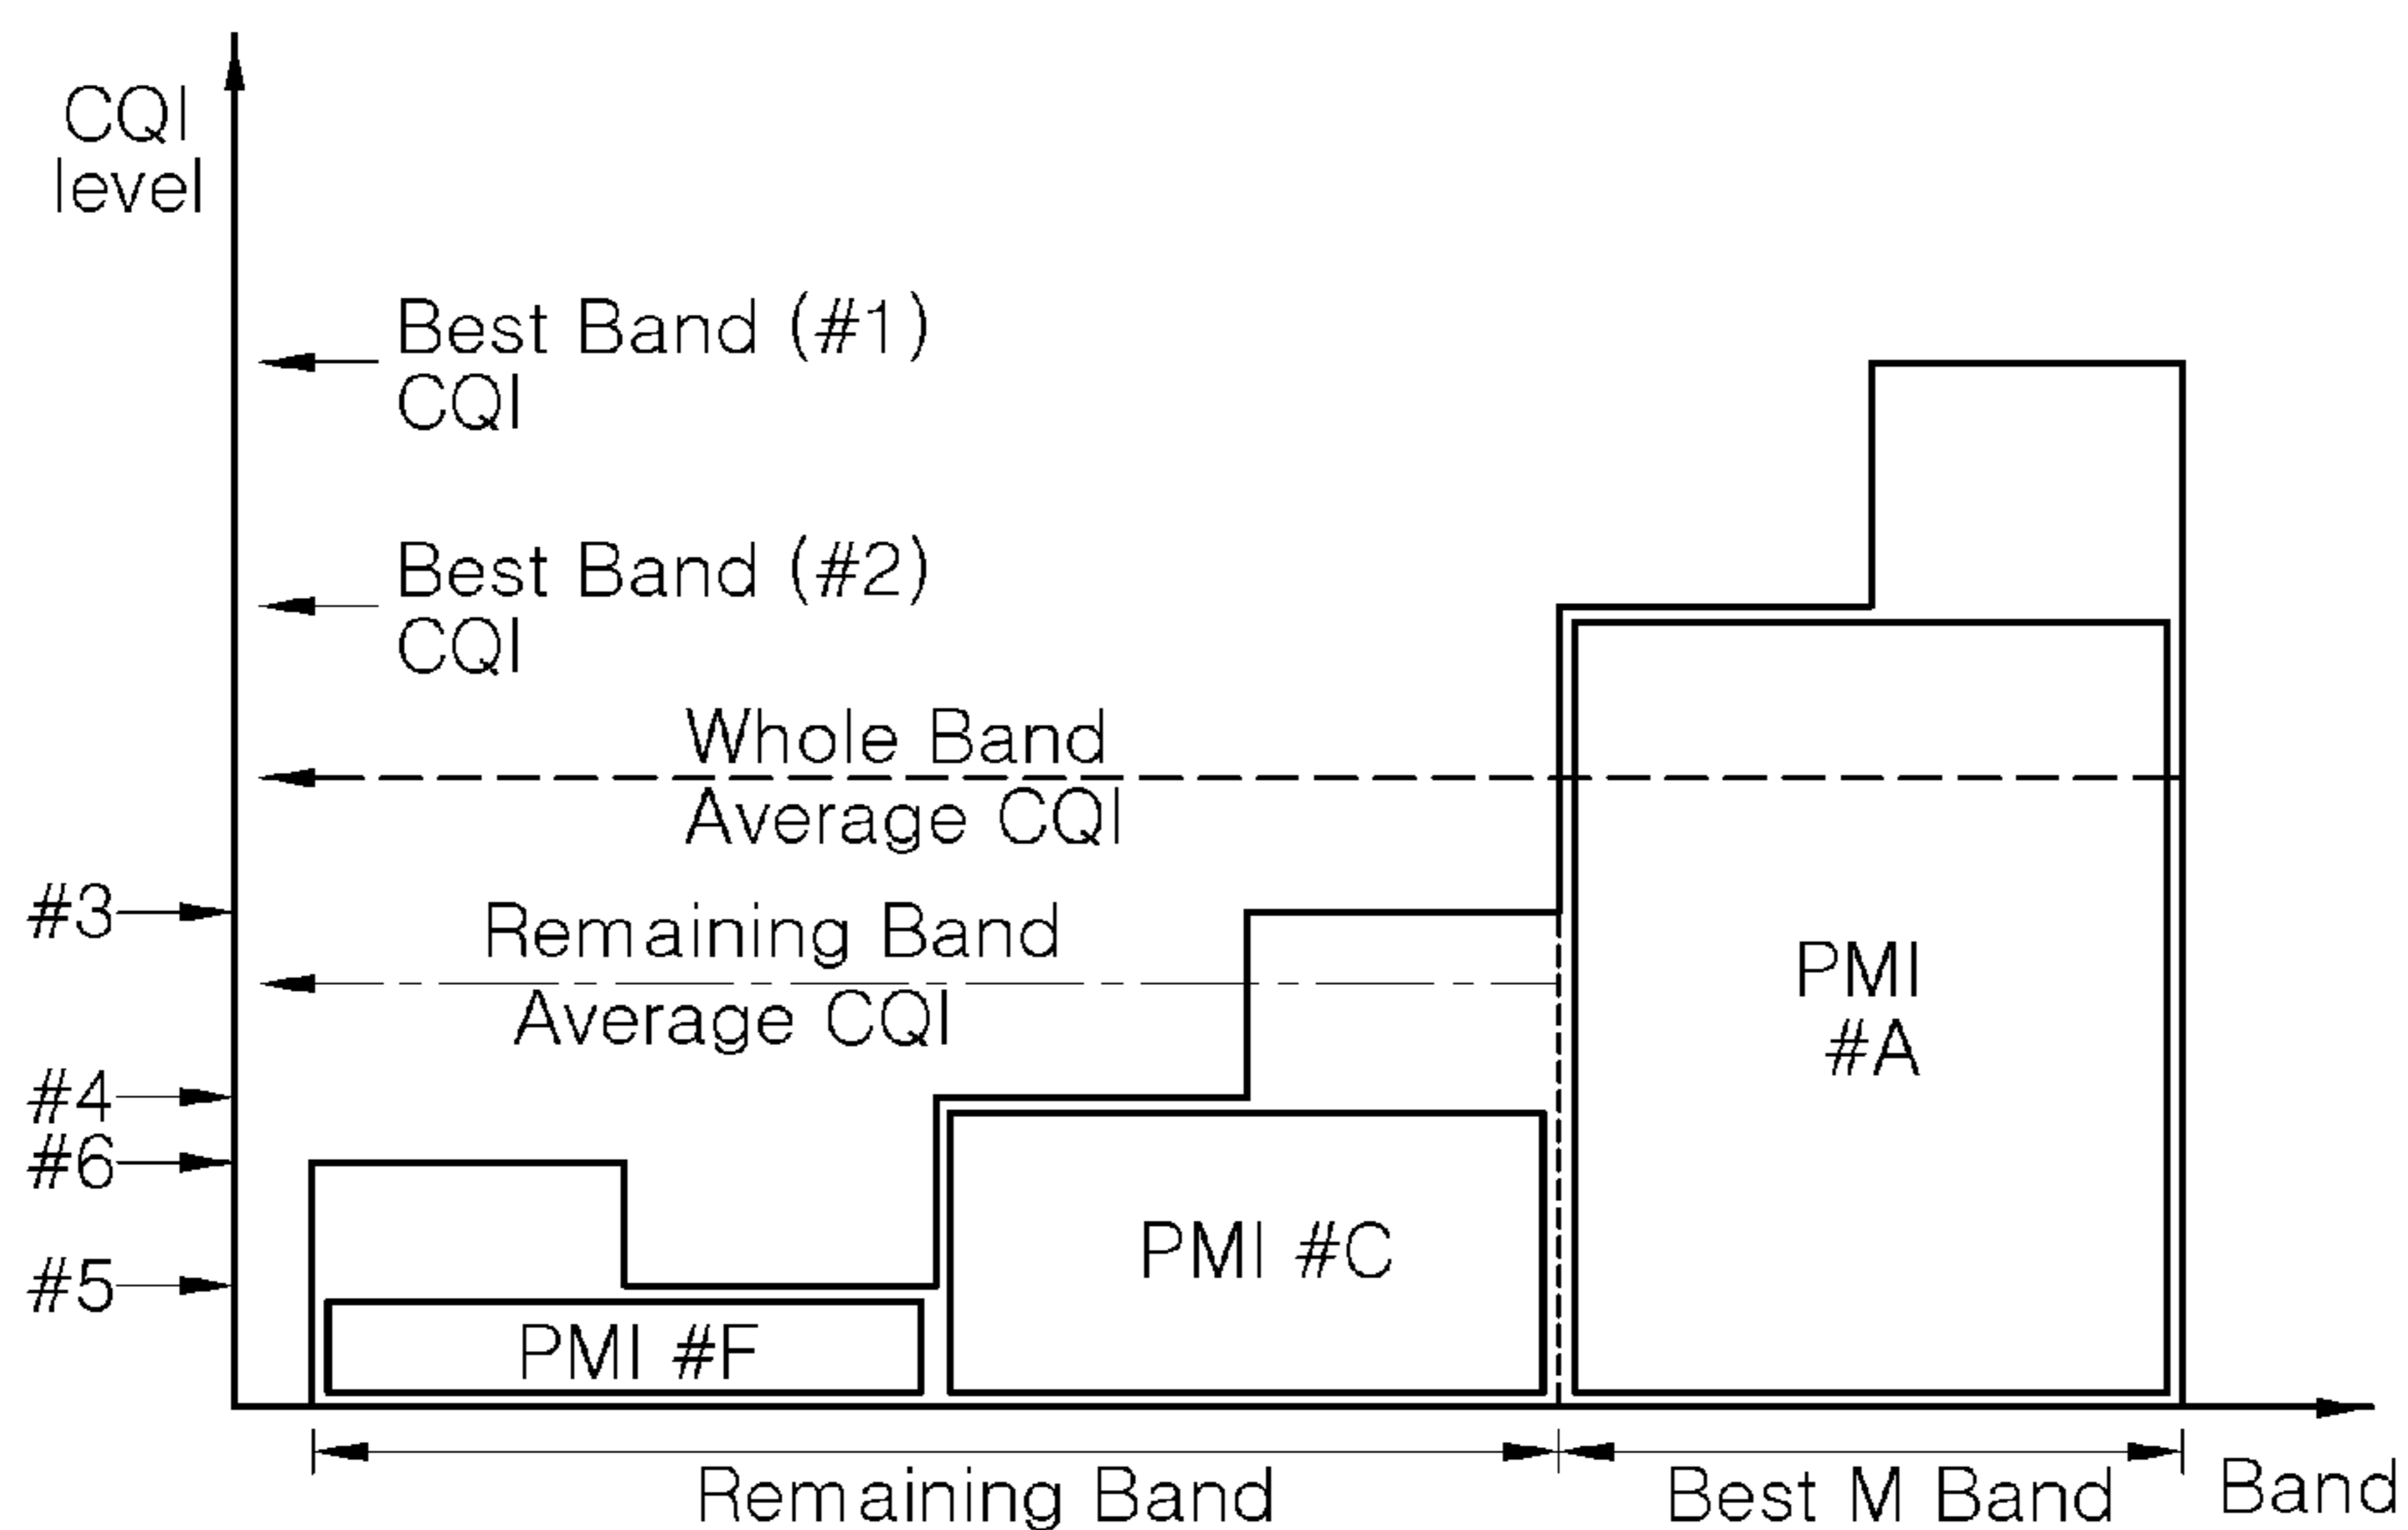 CQI
level
Best Band (#1)
CQI
Best Band (#2)
CQI
Whole Band
Average CQI
#3
Remaining Band
Average CQI
PMI
#A
#4
#6
PMI #C
#5
PMI #F
Remaining Band
Best M Band
Band